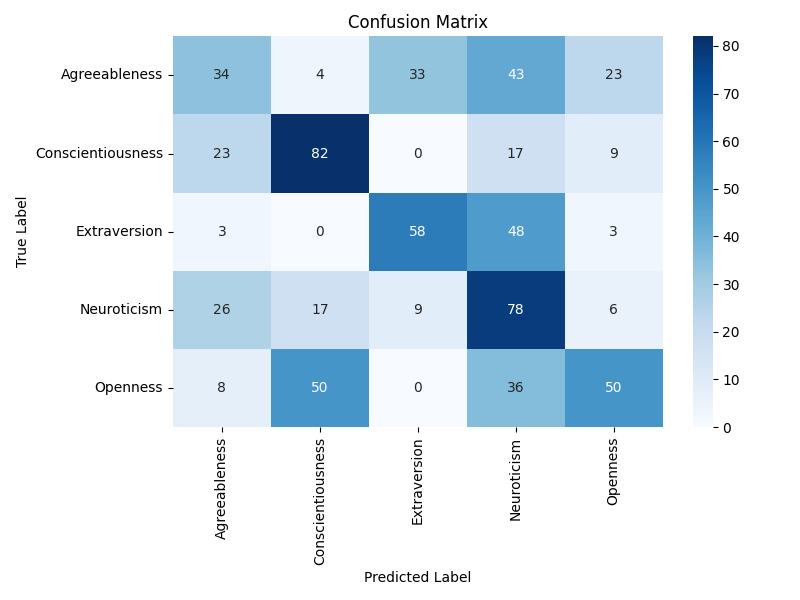 Confusion Matrix
True Label
Agreeableness 34 4 33 43 23
Conscientiousness 23 82 0 17 9
Extraversion 3 0 58 48 3
Neuroticism 26 17 9 78 6
Openness 8 50 0 36 50
Agreeableness
Conscientiousness
Extraversion
Neuroticism
Openness
Predicted Label
80
70
60
50
40
30
20
10
0